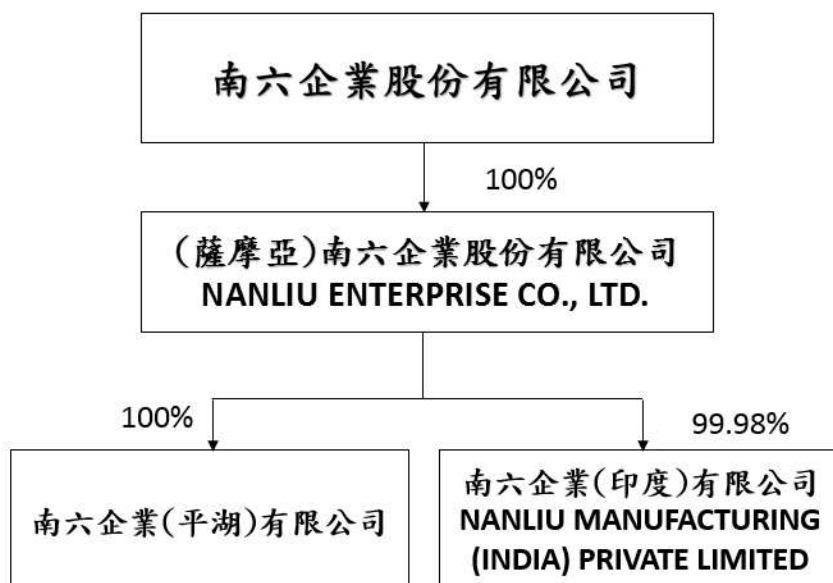 南六企業股份有限公司
100%
(薩摩亞)南六企業股份有限公司
NANLIU ENTERPRISE CO., LTD.
100%
99.98%
南六企業(平湖)有限公司
南六企業(印度)有限公司
NANLIU MANUFACTURING
(INDIA) PRIVATE LIMITED